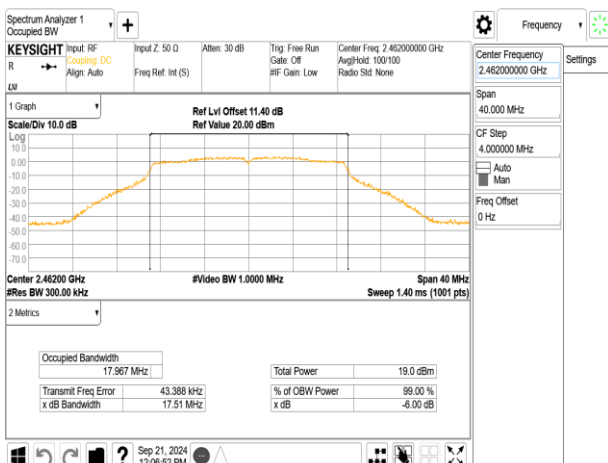 Spectrum Analyzer 1
Occupied BW
+
Frequency
KEYSIGHT
R
LXI
Input: RF
Coupling: DC
Align: Auto
Input Z: 50 Ω
Freq Ref: Int (S)
Atten: 30 dB
Trig: Free Run
Gate: Off
#IF Gain: Low
Center Freq: 2.462000000 GHz
Avg|Hold: 100/100
Radio Std: None
Center Frequency
2.462000000 GHz
Settings
Span
40.000 MHz
CF Step
4.000000 MHz
Auto
Man
Freq Offset
0 Hz
1 Graph
Scale/Div 10.0 dB
Ref Lvl Offset 11.40 dB
Ref Value 20.00 dBm
Log
10.0
0.00
-10.0
-20.0
-30.0
-40.0
-50.0
-60.0
-70.0
Center 2.46200 GHz
#Video BW 1.0000 MHz
Span 40 MHz
#Res BW 300.00 kHz
Sweep 1.40 ms (1001 pts)
2 Metrics
Occupied Bandwidth
17.967 MHz
Total Power 19.0 dBm
Transmit Freq Error 43.388 kHz
% of OBW Power 99.00 %
x dB Bandwidth 17.51 MHz
x dB -6.00 dB
?
Sep 21, 2024
12:06:52 PM